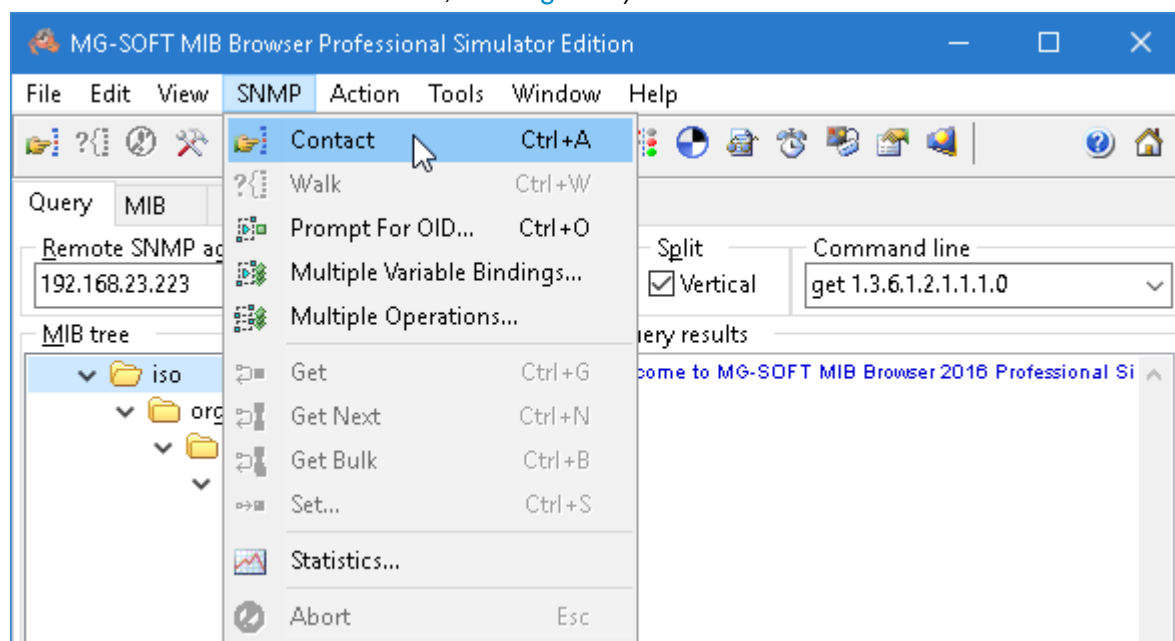 MG-SOFT MIB Browser Professional Simulator Edition
File Edit View SNMP Action Tools Window Help
Contact Ctrl+A
Walk Ctrl+W
Prompt For OID... Ctrl+O
Multiple Variable Bindings...
Multiple Operations...
Get Ctrl+G
Get Next Ctrl+N
Get Bulk Ctrl+B
Set... Ctrl+S
Statistics...
Abort Esc
Query MIB
Remote SNMP
192.168.23.223
Split
Vertical
Command line
get 1.3.6.1.2.1.1.1.0
MIB tree
iso
org
results
to MG-SOFT MIB Browser 2016 Professional Si